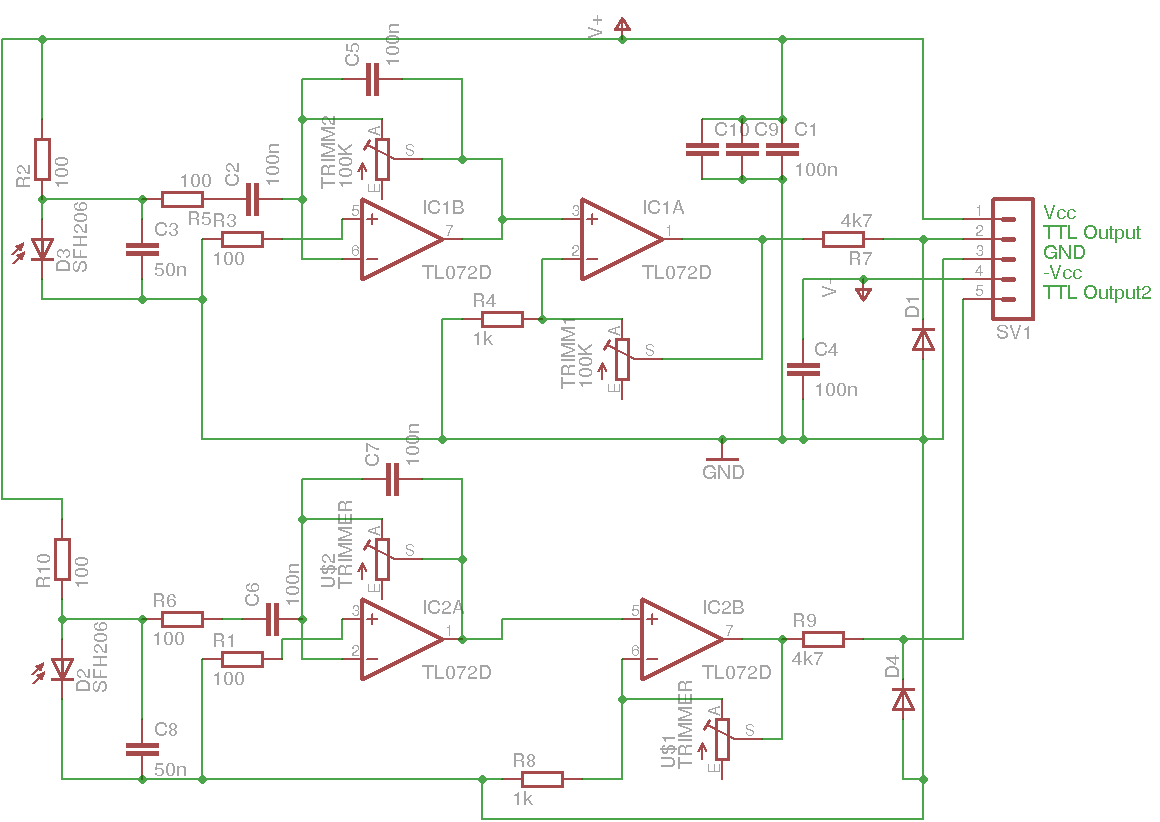 V+
C5
100n
R2
100
TRIMM2
100K
A
S
E
C10
C9
C1
100n
100
C2
100n
R5
R3
100
D3
SFH206
C3
50n
5
6
7
IC1B
TL072D
3
2
1
IC1A
TL072D
4k7
R7
1
2
3
4
5
Vcc
TTL Output
GND
-Vcc
TTL Output2
SV1
V-
D1
R4
1k
TRIMM1
100K
A
S
E
C4
100n
GND
C7
100n
R10
100
U$2
TRIMMER
A
S
E
R6
100
C6
100n
R1
100
D2
SFH206
C8
50n
3
2
1
IC2A
TL072D
5
6
7
IC2B
TL072D
R9
4k7
D4
U$1
TRIMMER
A
S
E
R8
1k